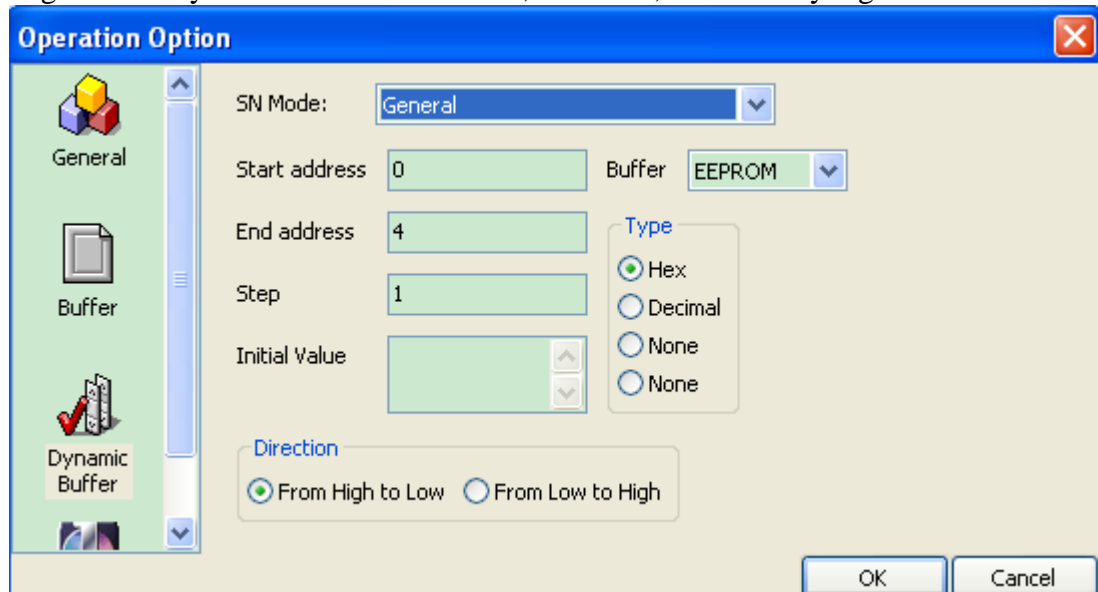 Operation Option
General
Buffer
Dynamic
Buffer
SN Mode: General
Start address 0 Buffer EEPROM
End address 4
Step 1
Initial Value
Type
Hex
Decimal
None
None
Direction
From High to Low From Low to High
OK Cancel